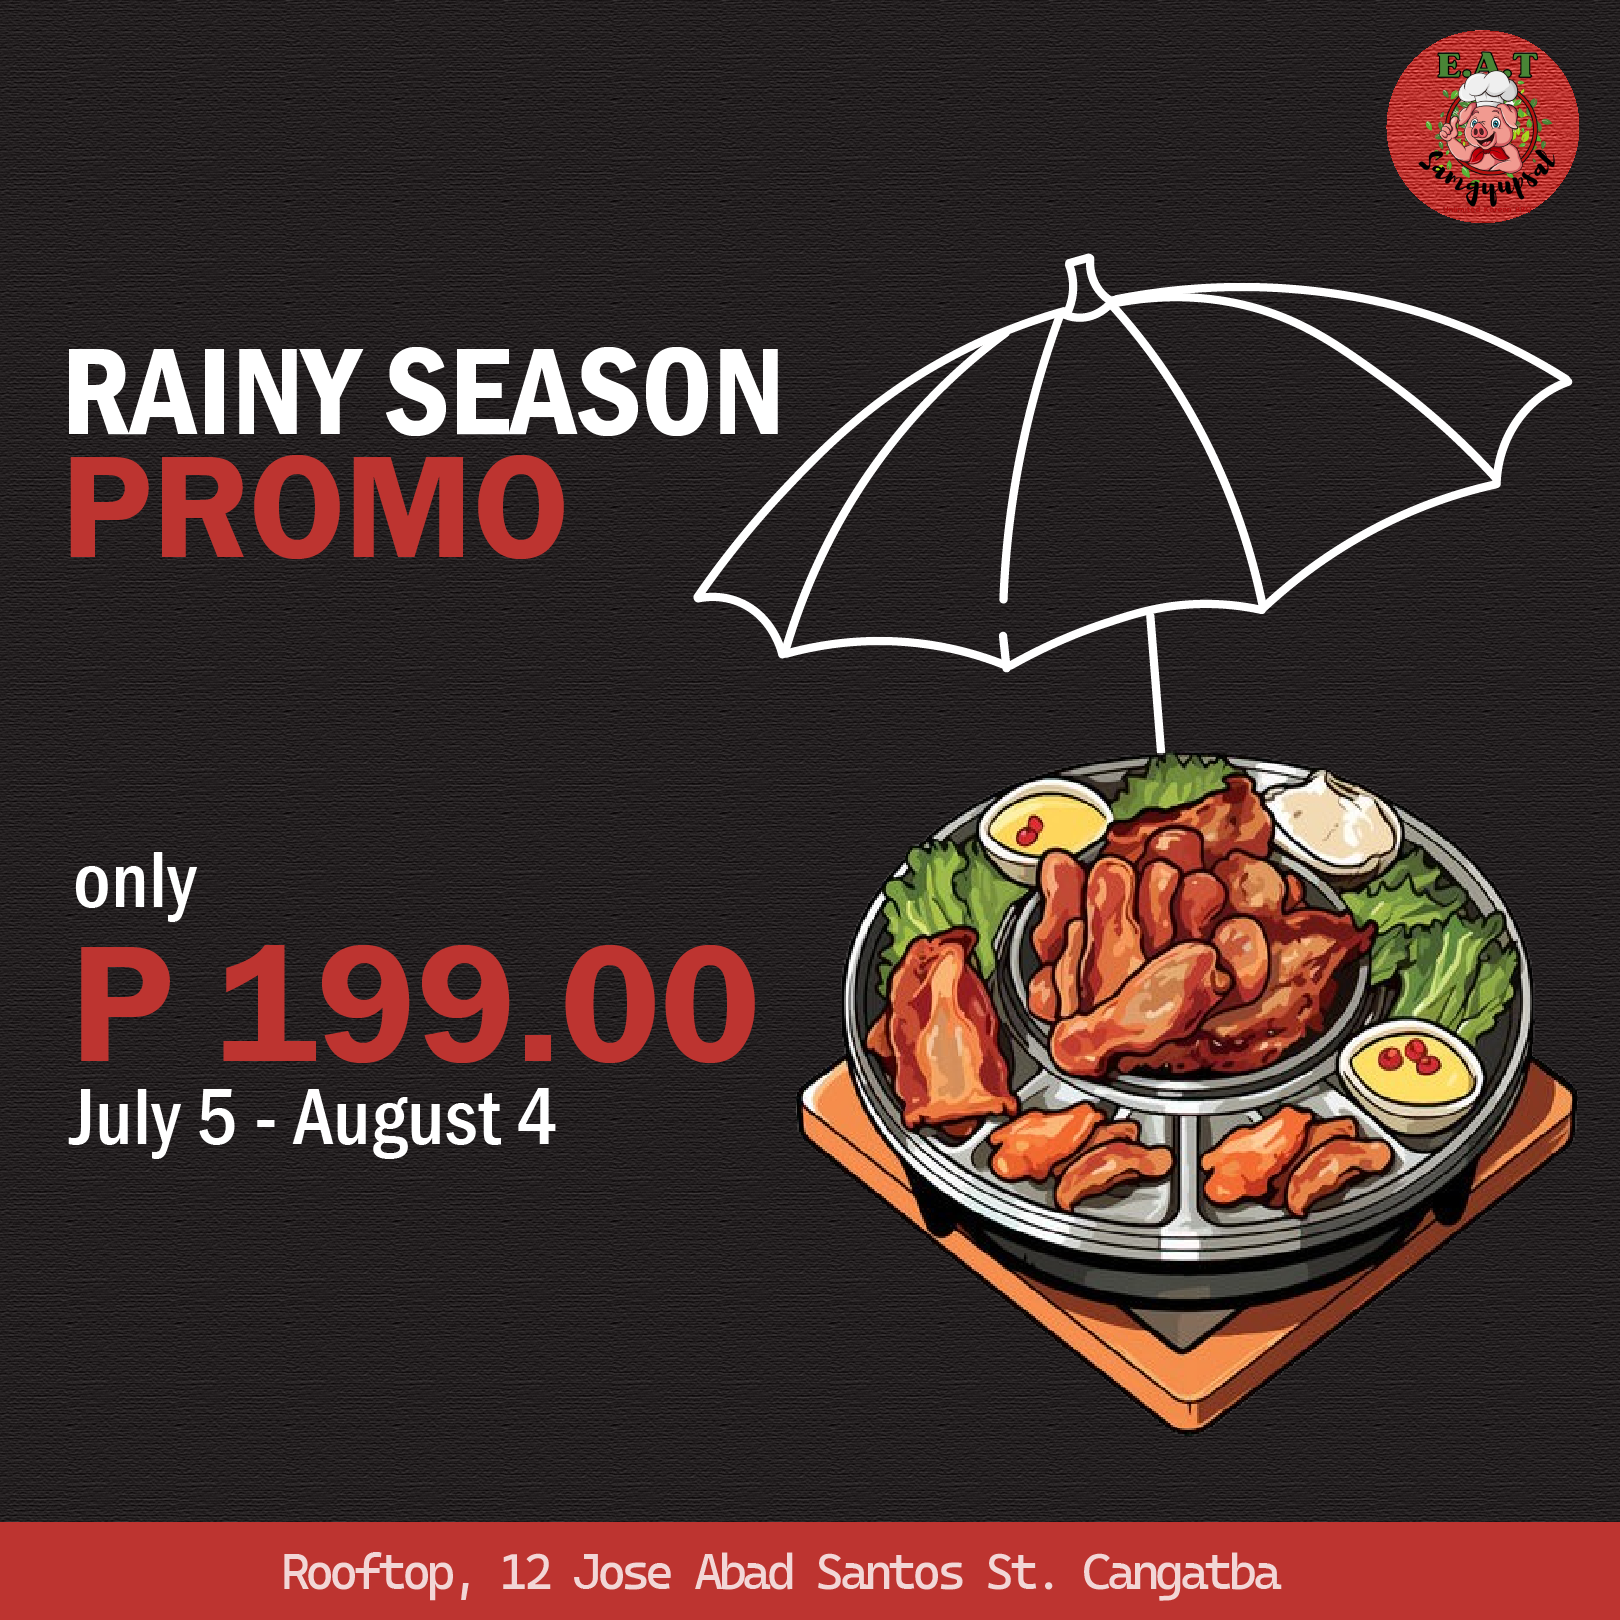 E.A.T
Samgyupsal
RAINY SEASON
PROMO
only
P 199.00
July 5 - August 4
Rooftop, 12 Jose Abad Santos St. Cangatba